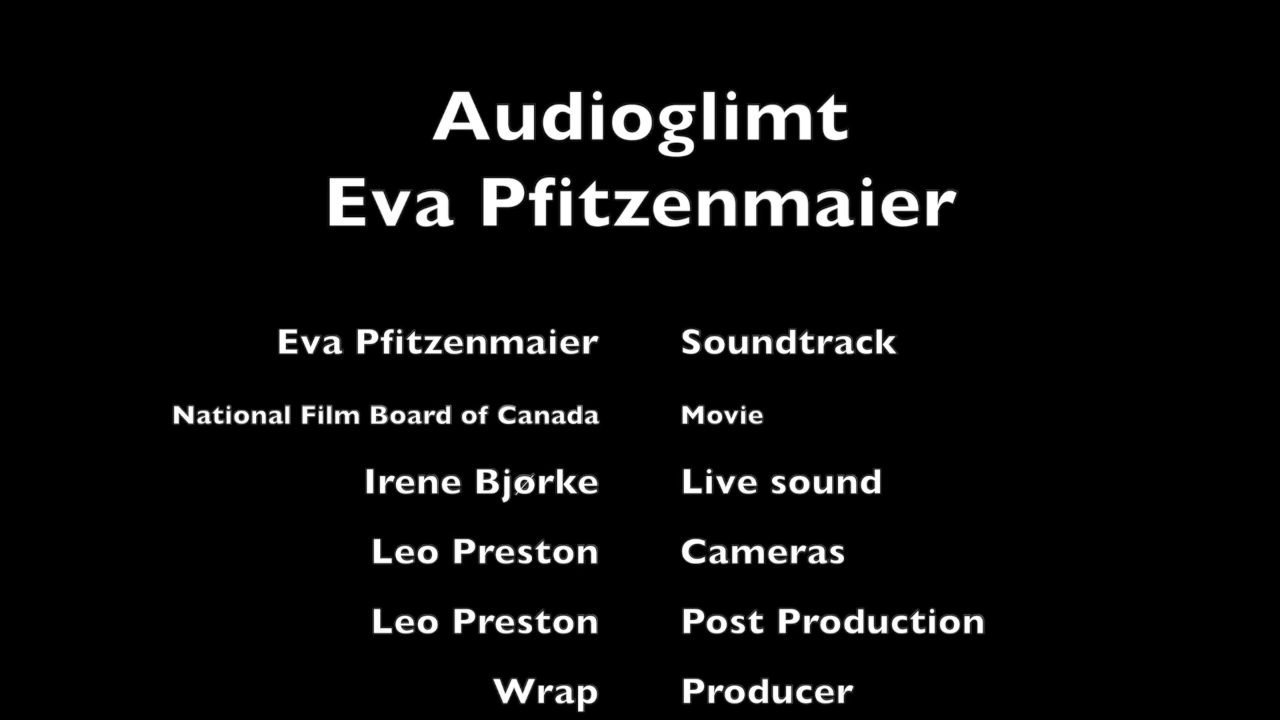 Audioglimt
Eva Pfitzenmaier
Eva Pfitzenmaier Soundtrack
National Film Board of Canada Movie
Irene Bjørke Live sound
Leo Preston Cameras
Leo Preston Post Production
Wrap Producer